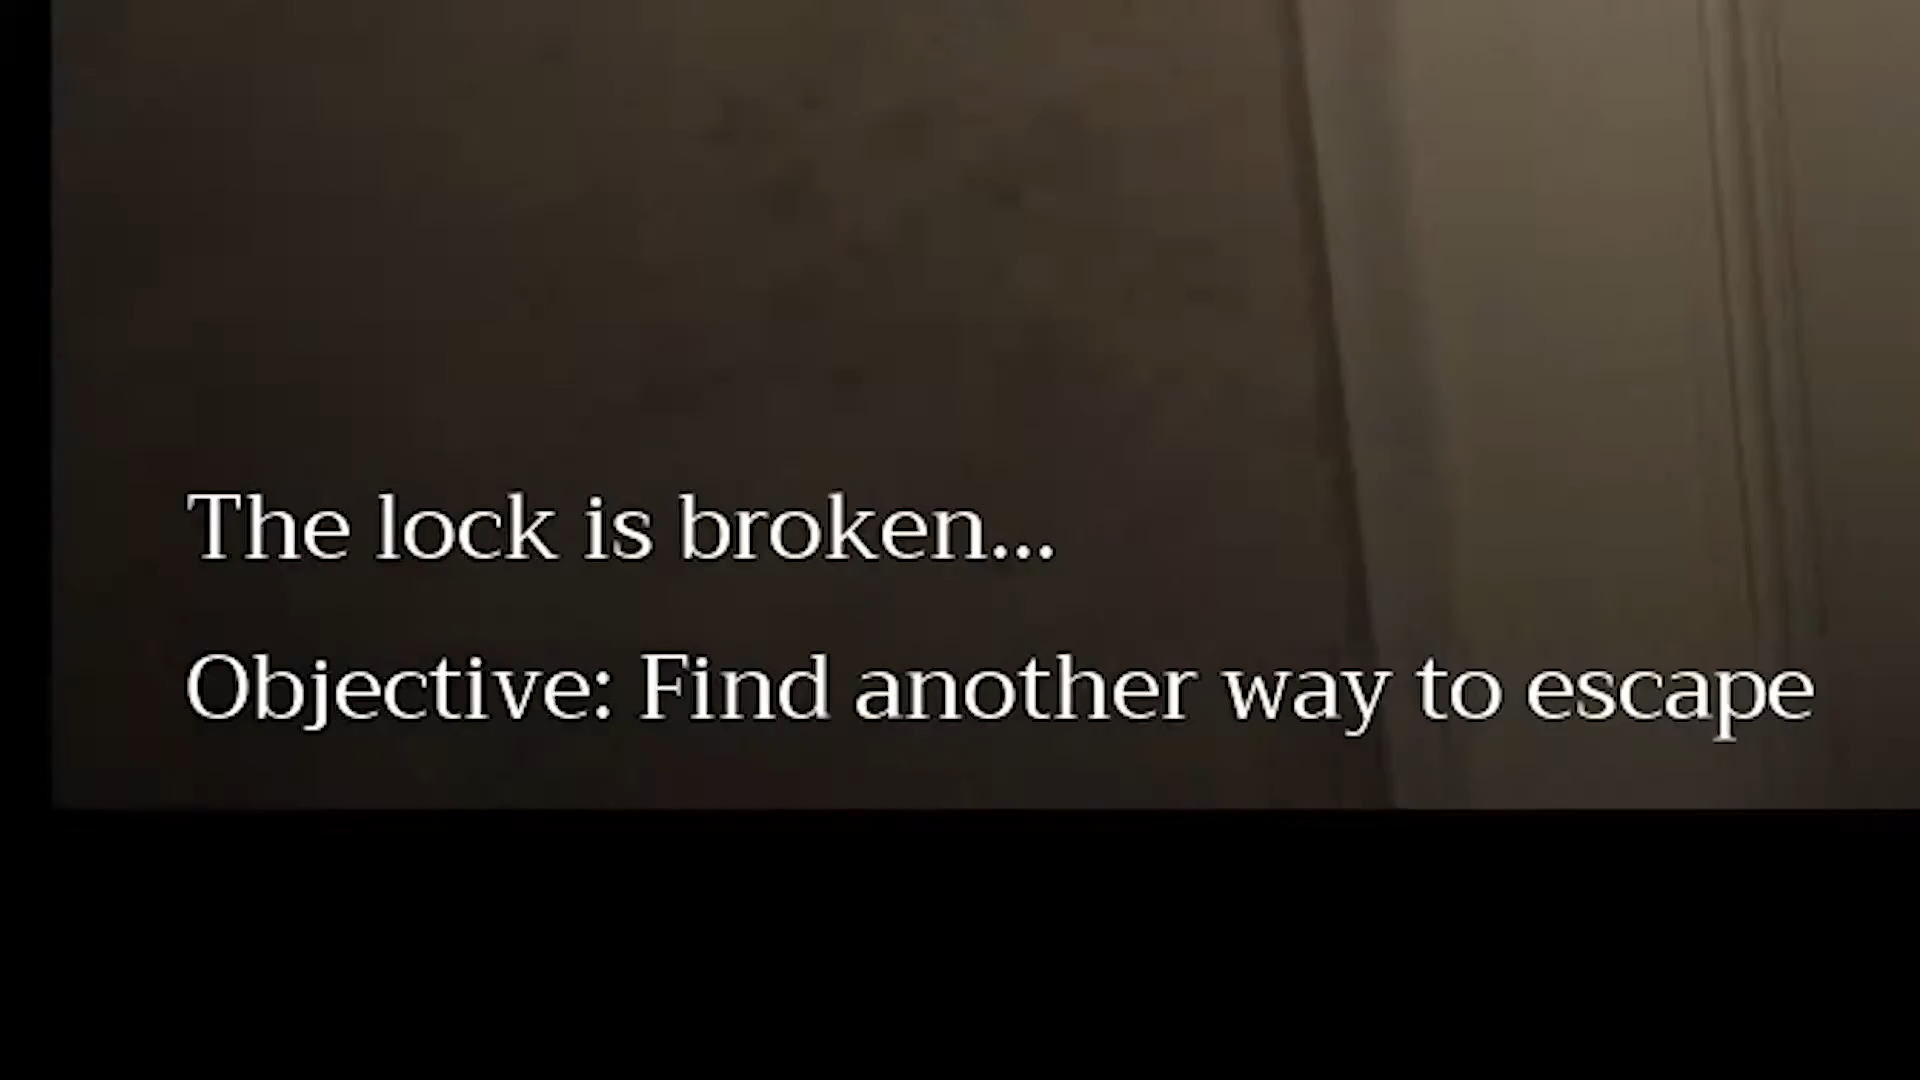 The lock is broken...
Objective: Find another way to escape